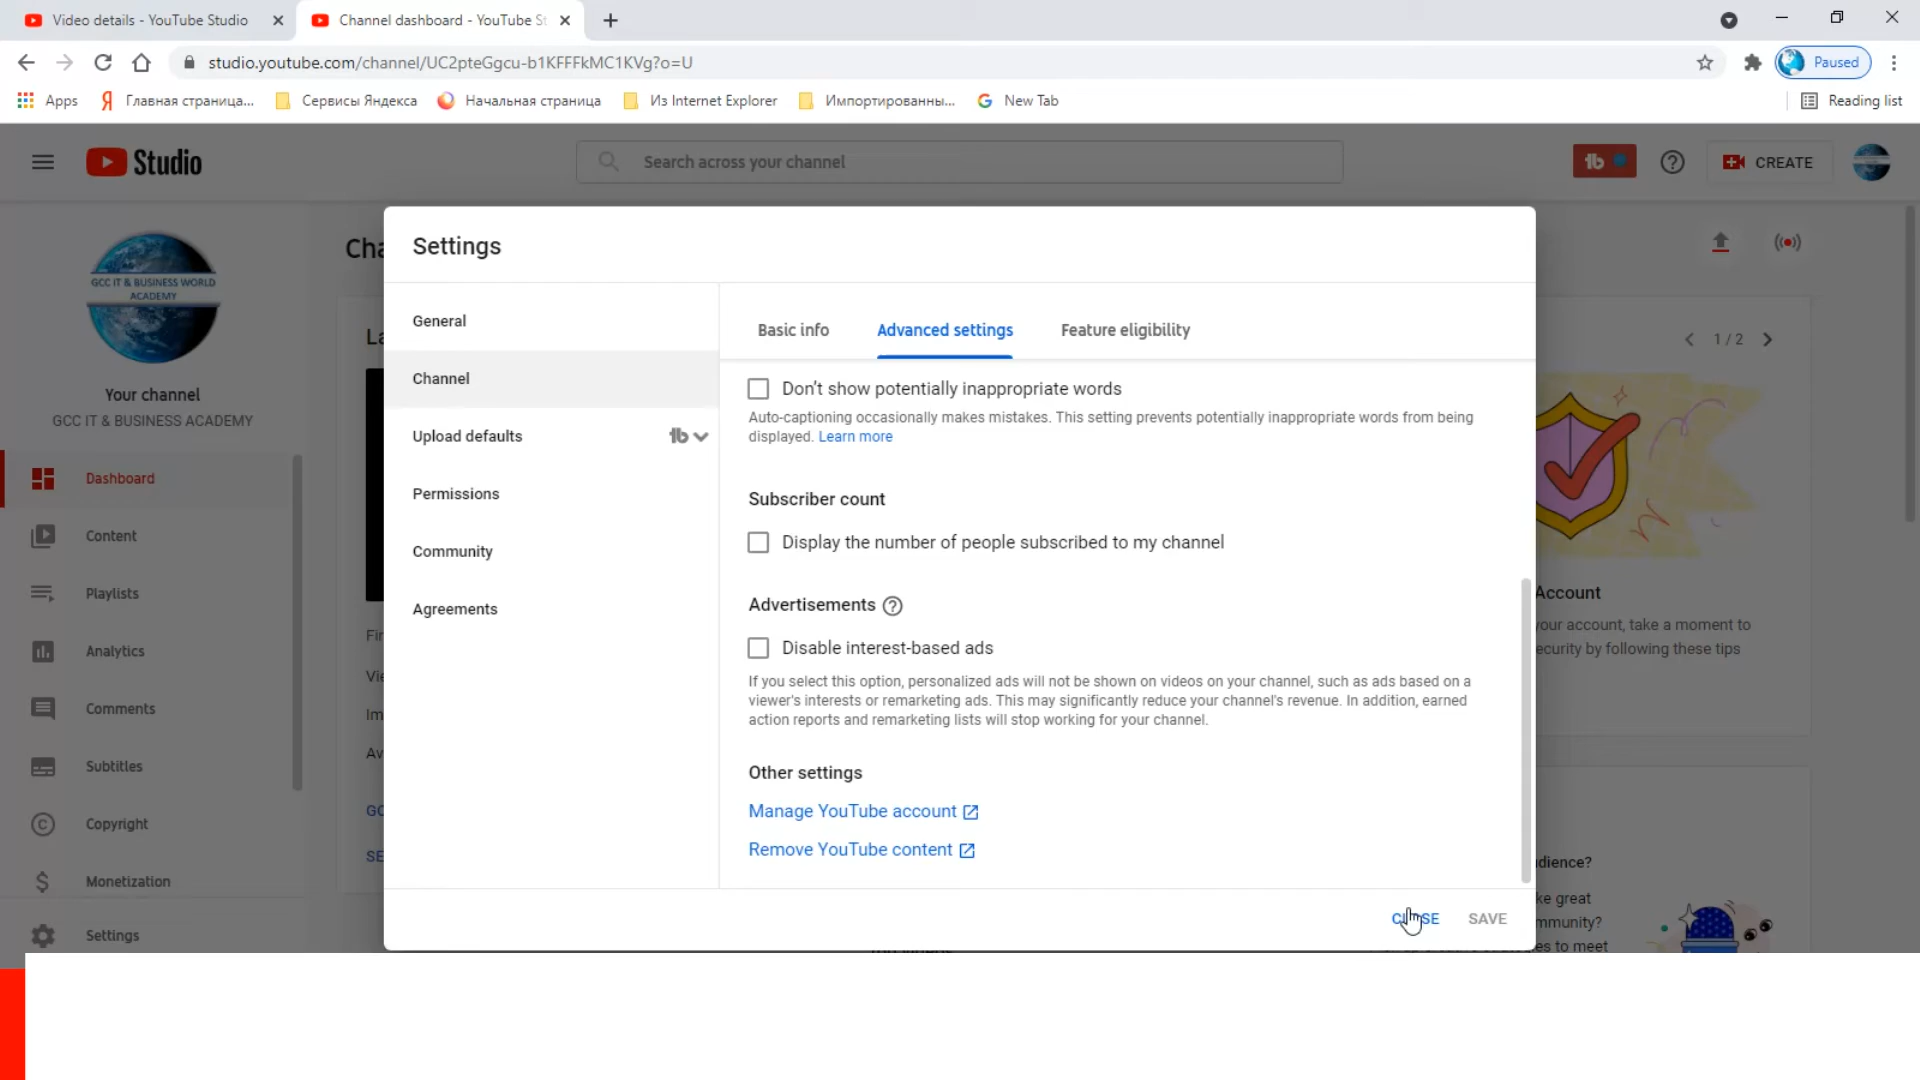 Video details - YouTube Studio
Channel dashboard - YouTube St
studio.youtube.com/channel/UC2pteGgcu-b1KFFFkMC1KVg?o=U
Paused
Apps
Главная страница...
Сервисы Яндекса
Начальная страница
Из Internet Explorer
Импортированны...
New Tab
Reading list
Studio
Search across your channel
CREATE
GCC IT & BUSINESS WORLD
ACADEMY
Your channel
GCC IT & BUSINESS ACADEMY
Dashboard
Content
Playlists
Analytics
Comments
Subtitles
Copyright
Monetization
Settings
Cha
La
Fir
Vie
Im
Av
GO
SE
Settings
General
Channel
Upload defaults
Permissions
Community
Agreements
Basic info
Advanced settings
Feature eligibility
Don't show potentially inappropriate words
Auto-captioning occasionally makes mistakes. This setting prevents potentially inappropriate words from being
displayed. Learn more
Subscriber count
Display the number of people subscribed to my channel
Advertisements
Disable interest-based ads
If you select this option, personalized ads will not be shown on videos on your channel, such as ads based on a
viewer's interests or remarketing ads. This may significantly reduce your channel's revenue. In addition, earned
action reports and remarketing lists will stop working for your channel.
Other settings
Manage YouTube account
Remove YouTube content
CLOSE
SAVE
1 / 2
Account
your account, take a moment to
ecurity by following these tips
dience?
ke great
mmunity?
es to meet